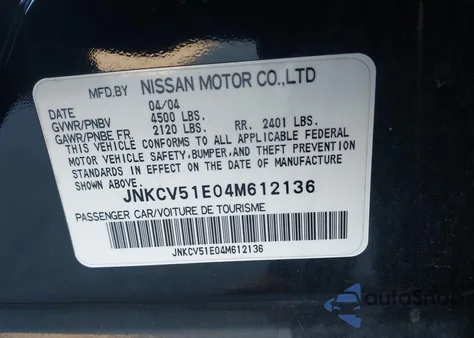 MFD.BY NISSAN MOTOR CO.,LTD
DATE 04/04
GVWR/PNBV 4500 LBS.
GAWR/PNBE FR. 2120 LBS. RR. 2401 LBS.
THIS VEHICLE CONFORMS TO ALL APPLICABLE FEDERAL
MOTOR VEHICLE SAFETY,BUMPER,AND THEFT PREVENTION
STANDARDS IN EFFECT ON THE DATE OF MANUFACTURE
SHOWN ABOVE.
JNKCV51E04M612136
PASSENGER CAR/VOITURE DE TOURISME
JNKCV51E04M612136
autoSnap